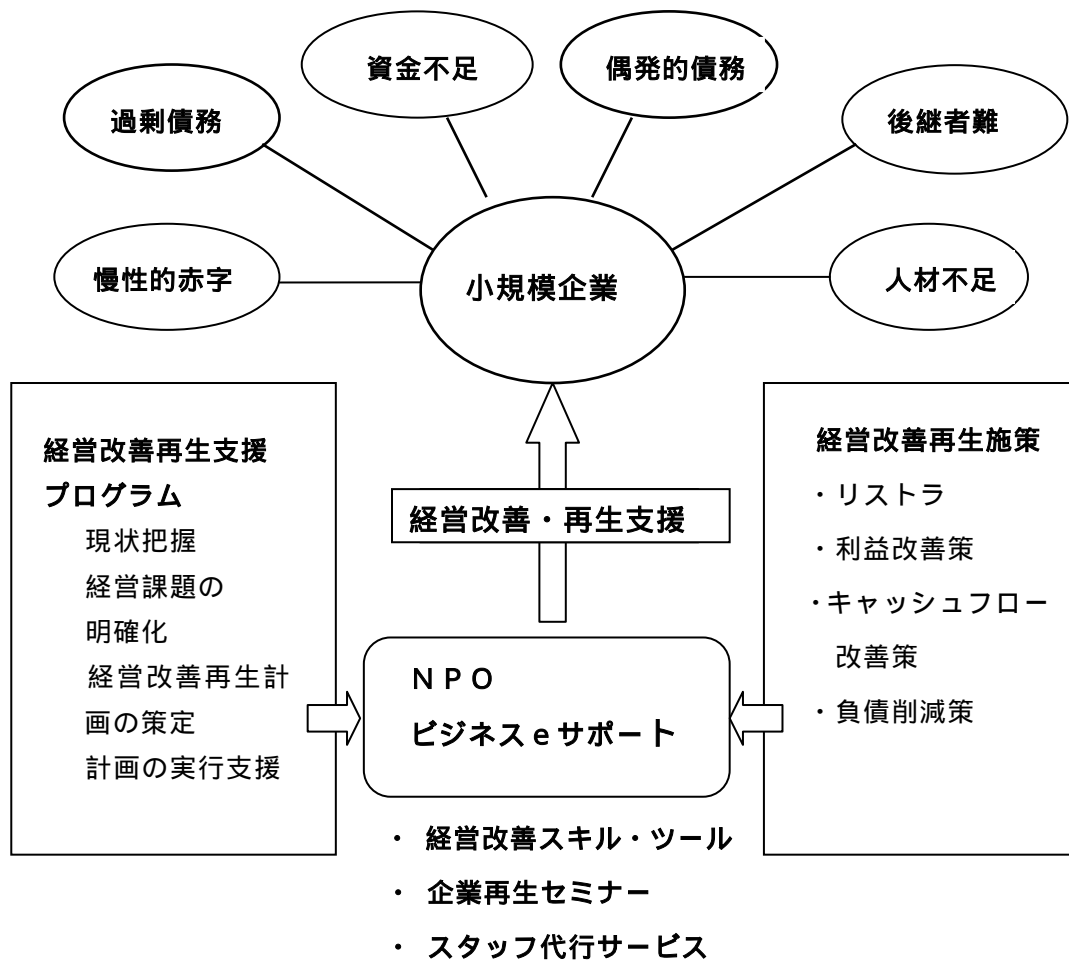 資金不足
偶発的債務
過剰債務
後継者難
慢性的赤字
小規模企業
人材不足
経営改善再生支援
プログラム
現状把握
経営課題の
明確化
経営改善再生計
画の策定
計画の実行支援
経営改善・再生支援
経営改善再生施策
・リストラ
・利益改善策
・キャッシュフロー
改善策
・負債削減策
ＮＰＯ
ビジネスｅサポート
・ 経営改善スキル・ツール
・ 企業再生セミナー
・ スタッフ代行サービス